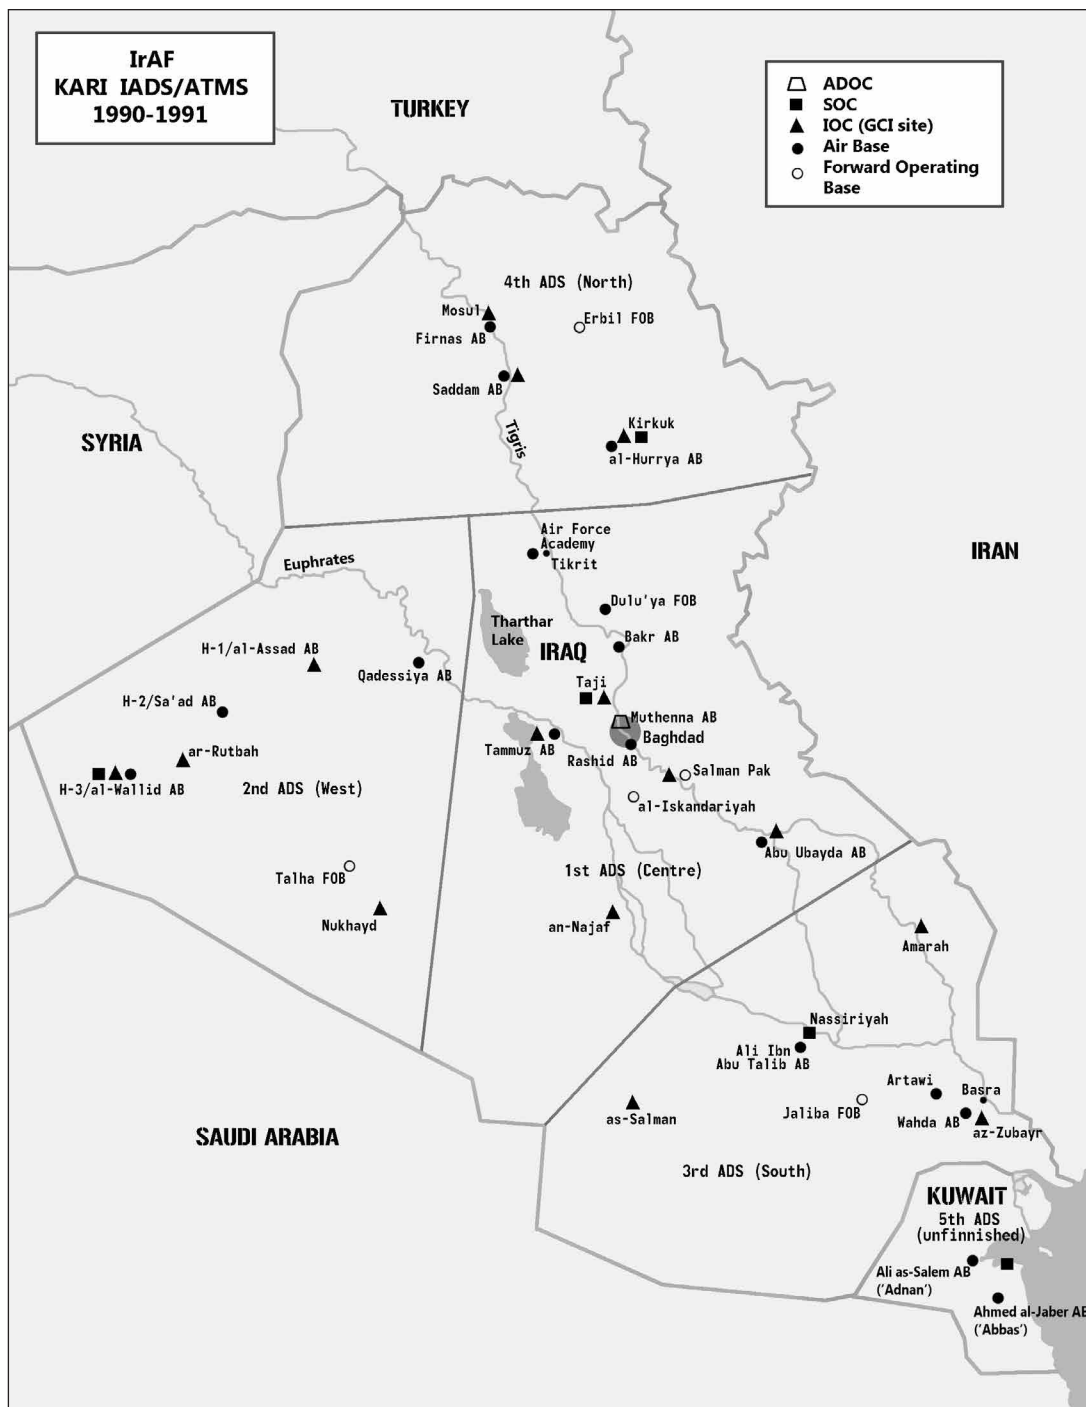 IrAF
KARI IADS/ATMS
1990-1991
ADOC
SOC
IOC (GCI site)
Air Base
Forward Operating
Base
TURKEY
4th ADS (North)
Mosul
Firnas AB
Erbil FOB
Saddam AB
SYRIA
Tigris
Kirkuk
al-Hurrya AB
IRAN
Euphrates
Air Force
Academy
Tikrit
Dulu'ya FOB
Tharthar
Lake
IRAQ
Bakr AB
H-1/al-Assad AB
Qadessiya AB
Taji
H-2/Sa'ad AB
Muthenna AB
Baghdad
Tammuz AB
Rashid AB
ar-Rutbah
Salman Pak
H-3/al-Wallid AB
2nd ADS (West)
al-Iskandariyah
Abu Ubayda AB
Talha FOB
1st ADS (Centre)
Nukhayd
an-Najaf
Amarah
Nassiriyah
Ali Ibn
Abu Talib AB
Artawi
Basra
as-Salman
Jaliba FOB
Wahda AB
az-Zubayr
SAUDI ARABIA
3rd ADS (South)
KUWAIT
5th ADS
(unfinnished)
Ali as-Salem AB
('Adnan')
Ahmed al-Jaber AB
('Abbas')